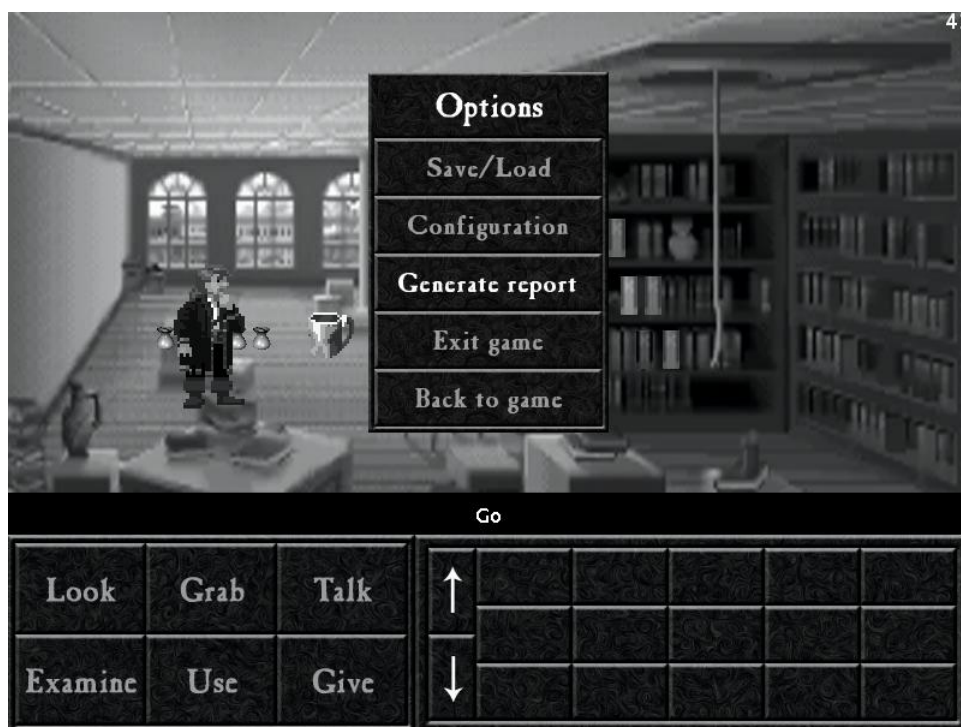 4
Options
Save/Load
Configuration
Generate report
Exit game
Back to game
Go
Look Grab Talk
Examine Use Give